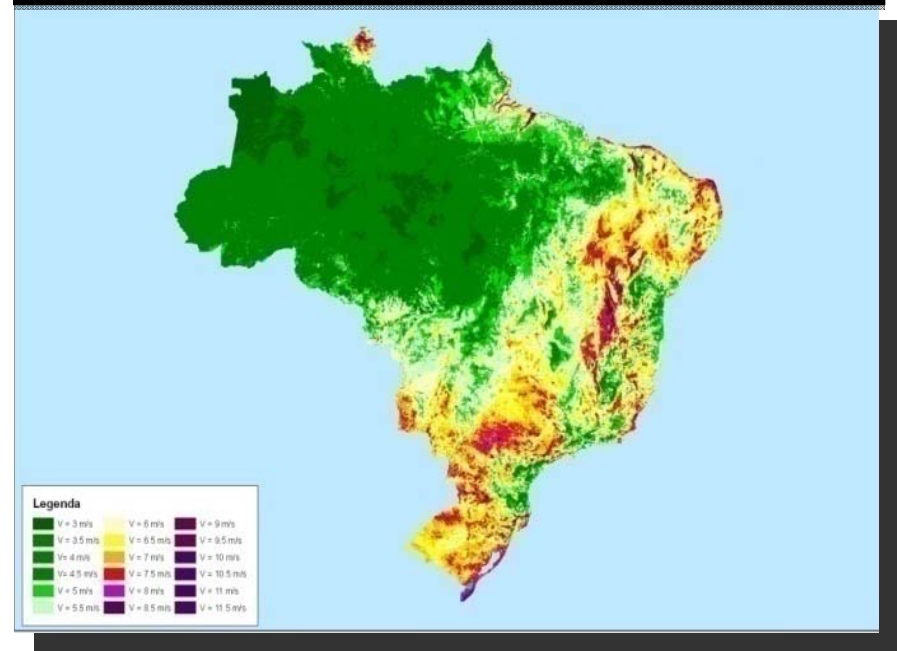 Legenda
V = 3 m/s
V = 3.5 m/s
V= 4 m/s
V= 4.5 m/s
V = 5 m/s
V = 5.5 m/s
V = 6 m/s
V = 6.5 m/s
V = 7 m/s
V = 7.5 m/s
V = 8 m/s
V = 8.5 m/s
V = 9 m/s
V = 9.5 m/s
V = 10 m/s
V = 10.5 m/s
V = 11 m/s
V = 11.5 m/s